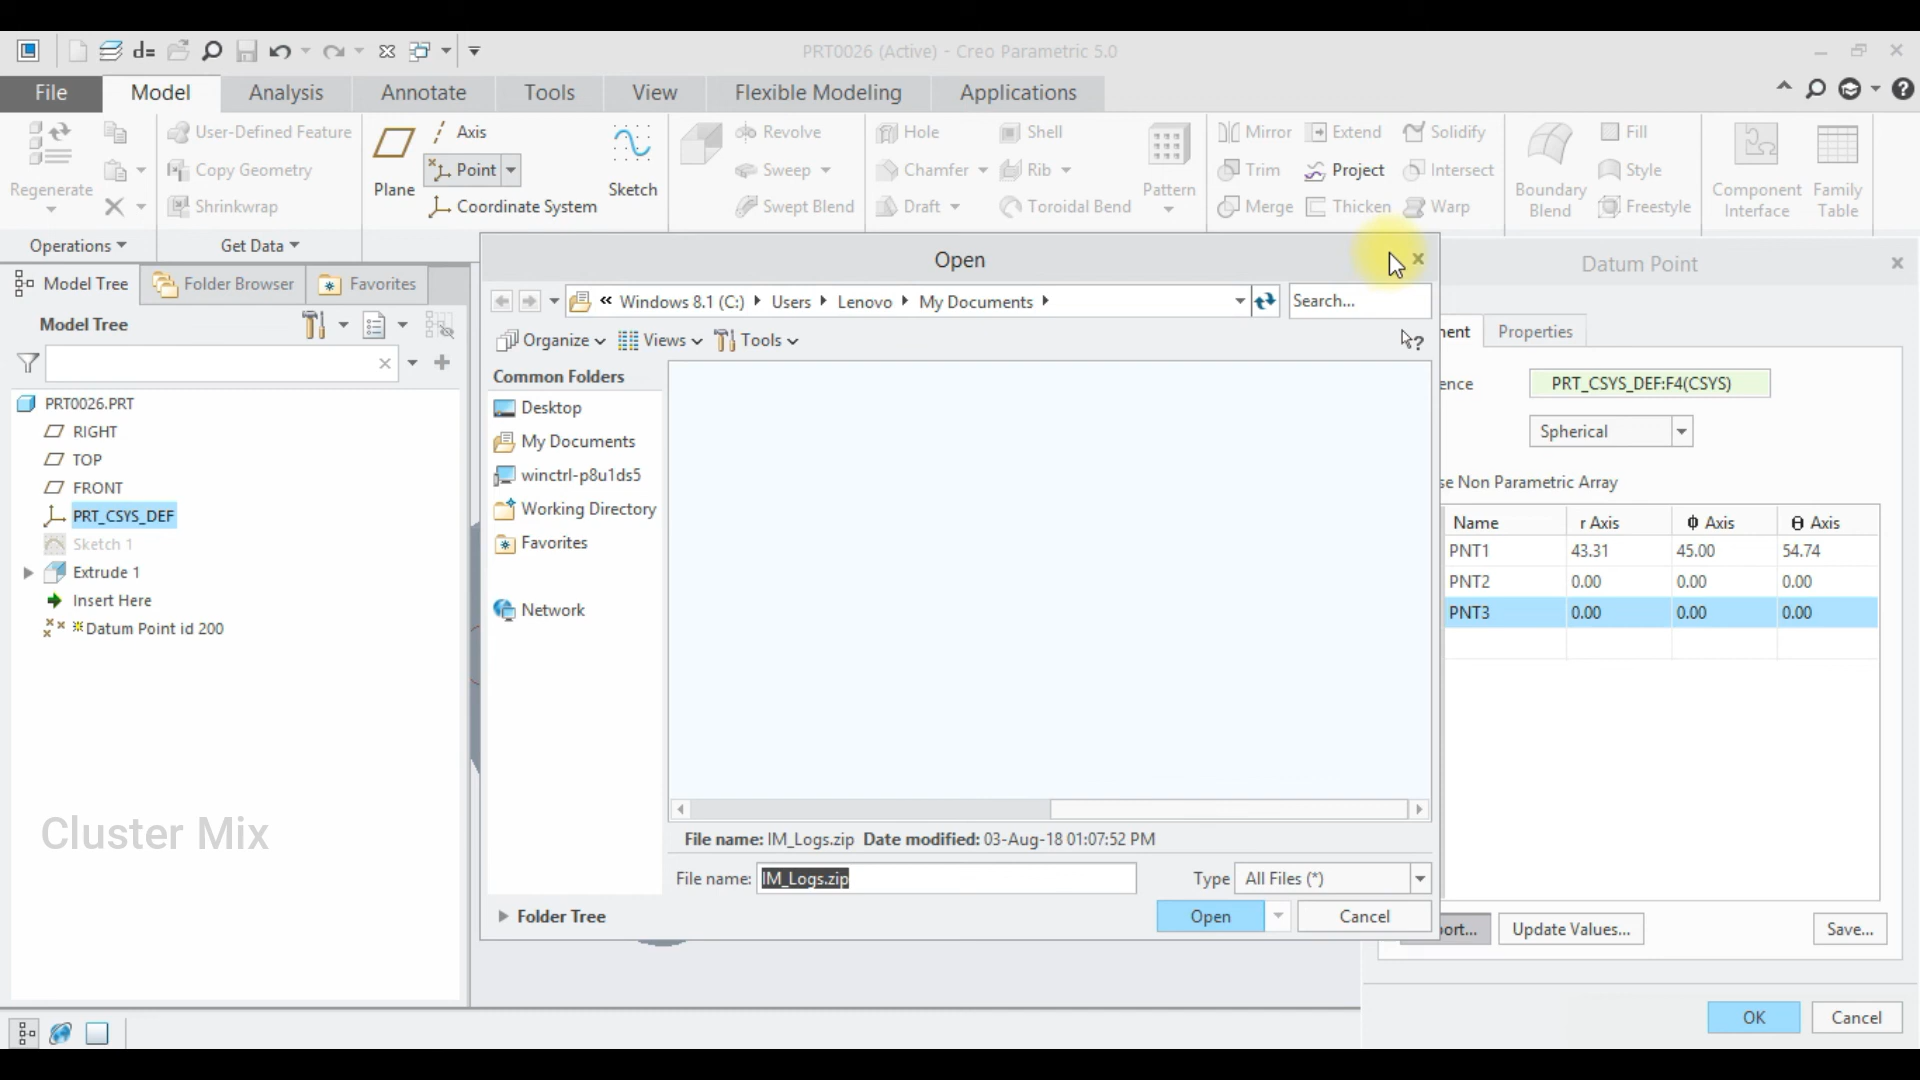 d=
PRT0026 (Active) - Creo Parametric 5.0
File Model Analysis Annotate Tools View Flexible Modeling Applications
User-Defined Feature Axis Revolve Hole Shell Mirror Extend Solidify Fill
Copy Geometry Point Sweep Chamfer Rib Trim Project Intersect Style
Regenerate Plane Sketch Pattern Boundary Blend Component Interface Family Table
Shrinkwrap Coordinate System Swept Blend Draft Toroidal Bend Merge Thicken Warp Freestyle
Operations Get Data
Open
Datum Point
Model Tree Folder Browser Favorites
« Windows 8.1 (C:) Users Lenovo My Documents Search...
Model Tree
Organize Views Tools
?
nent Properties
Common Folders
Desktop
My Documents
winctrl-p8u1ds5
Working Directory
Favorites
Network
ence PRT_CSYS_DEF:F4(CSYS)
Spherical
se Non Parametric Array
Name r Axis ϕ Axis θ Axis
PNT1 43.31 45.00 54.74
PNT2 0.00 0.00 0.00
PNT3 0.00 0.00 0.00
PRT0026.PRT
RIGHT
TOP
FRONT
PRT_CSYS_DEF
Sketch 1
Extrude 1
Insert Here
Datum Point id 200
Cluster Mix
File name: IM_Logs.zip Date modified: 03-Aug-18 01:07:52 PM
File name: IM_Logs.zip Type All Files (*)
Folder Tree Open Cancel
ort... Update Values... Save...
OK Cancel